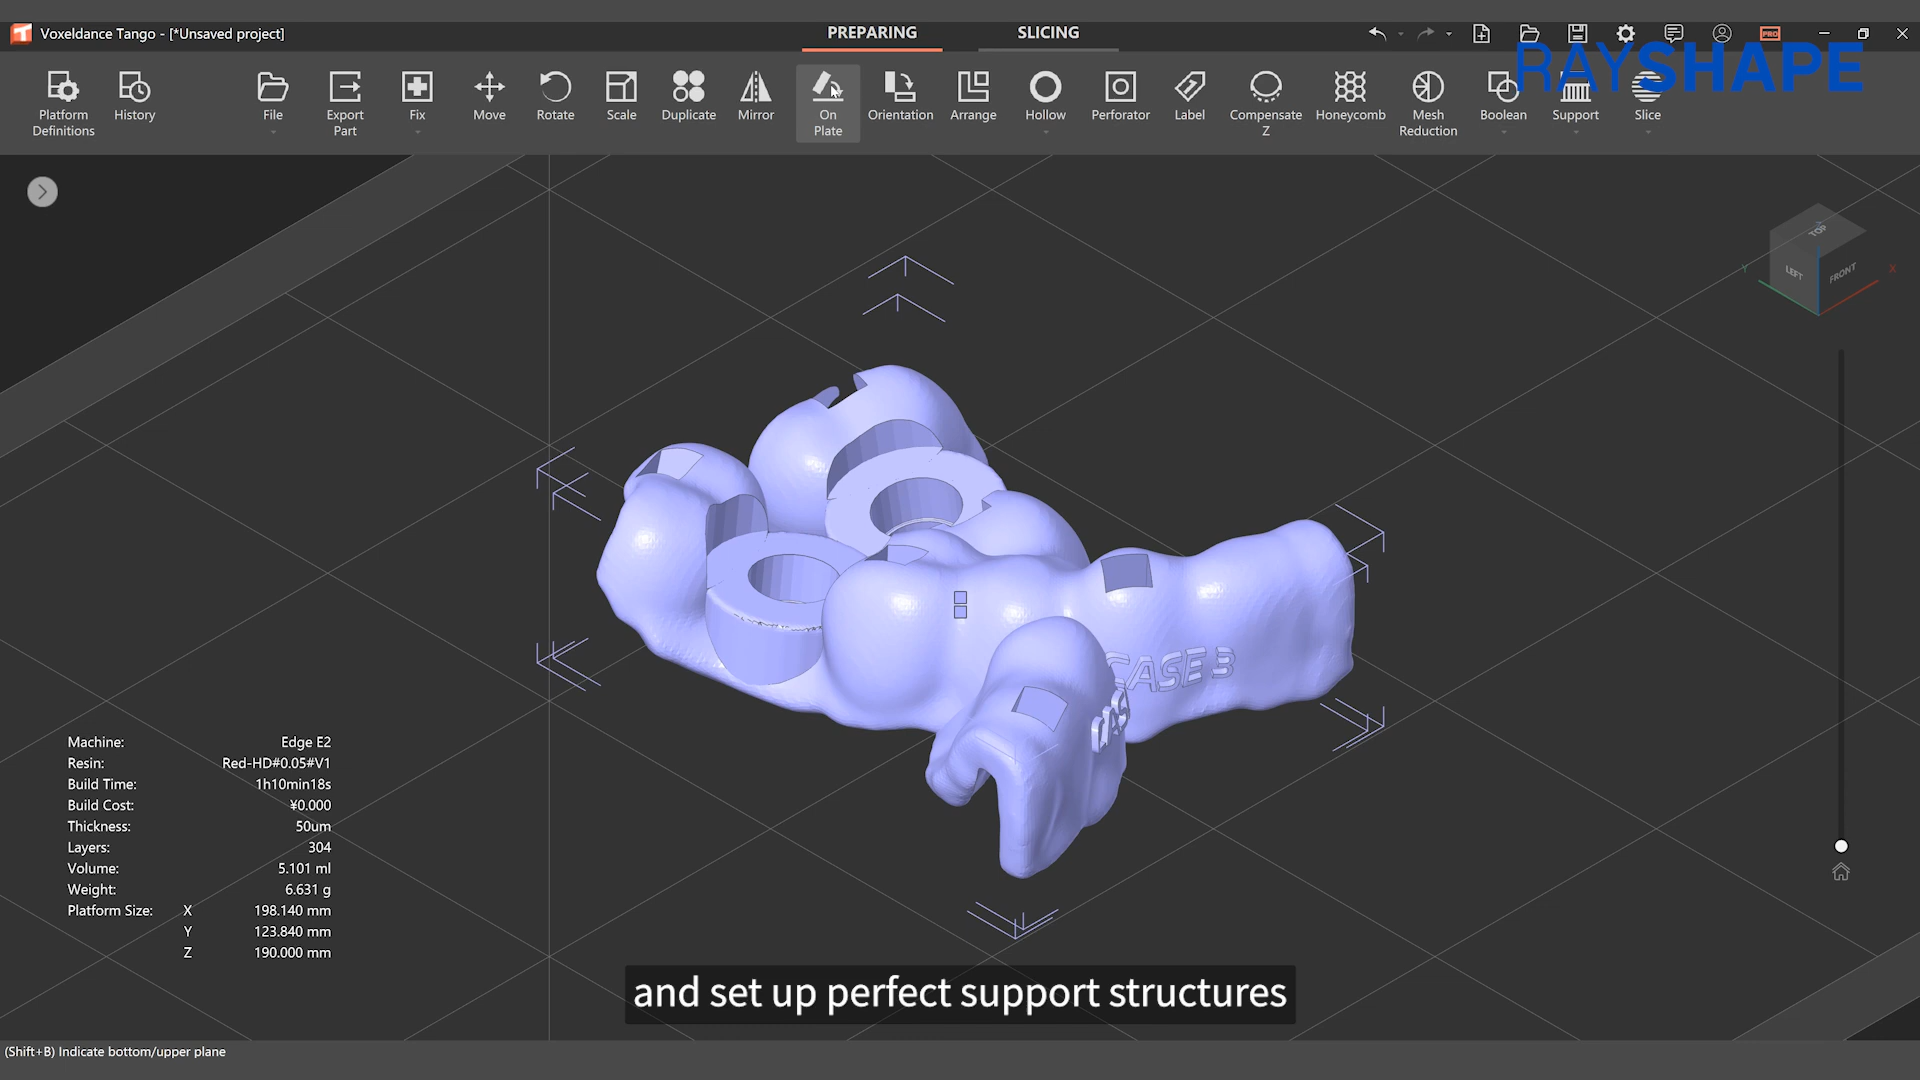 Voxeldance Tango - [*Unsaved project]
PREPARING
SLICING
PRO
RAYSHAPE
Platform
Definitions
History
File
Export
Part
Fix
Move
Rotate
Scale
Duplicate
Mirror
On
Plate
Orientation
Arrange
Hollow
Perforator
Label
Compensate
Z
Honeycomb
Mesh
Reduction
Boolean
Support
Slice
TOP
LEFT
FRONT
Y
X
CASE 3
Machine: Edge E2
Resin: Red-HD#0.05#V1
Build Time: 1h10min18s
Build Cost: ¥0.000
Thickness: 50um
Layers: 304
Volume: 5.101 ml
Weight: 6.631 g
Platform Size: X 198.140 mm
Y 123.840 mm
Z 190.000 mm
and set up perfect support structures
(Shift+B) Indicate bottom/upper plane